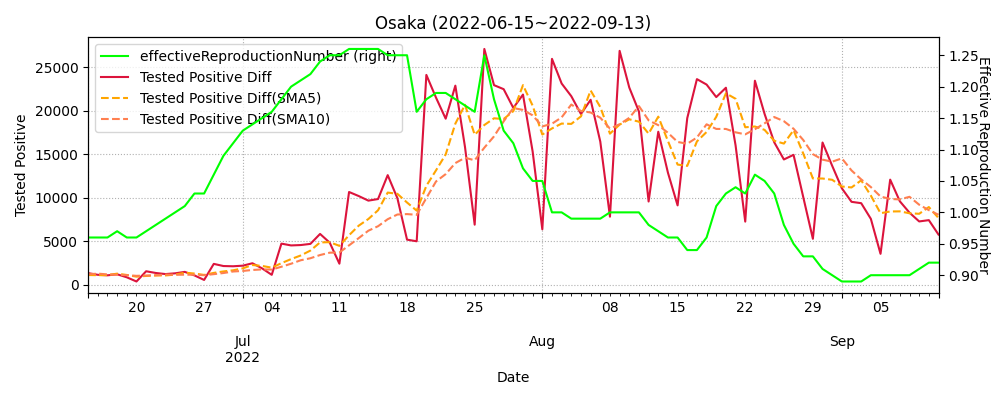 Osaka (2022-06-15~2022-09-13)
effectiveReproductionNumber (right)
Tested Positive Diff
Tested Positive Diff(SMA5)
Tested Positive Diff(SMA10)
Tested Positive
25000
20000
15000
10000
5000
0
1.25
1.20
1.15
1.10
1.05
1.00
0.95
0.90
Effective Reproduction Number
20 27 04 11 18 25 08 15 22 29 05
Jul Aug Sep
2022
Date